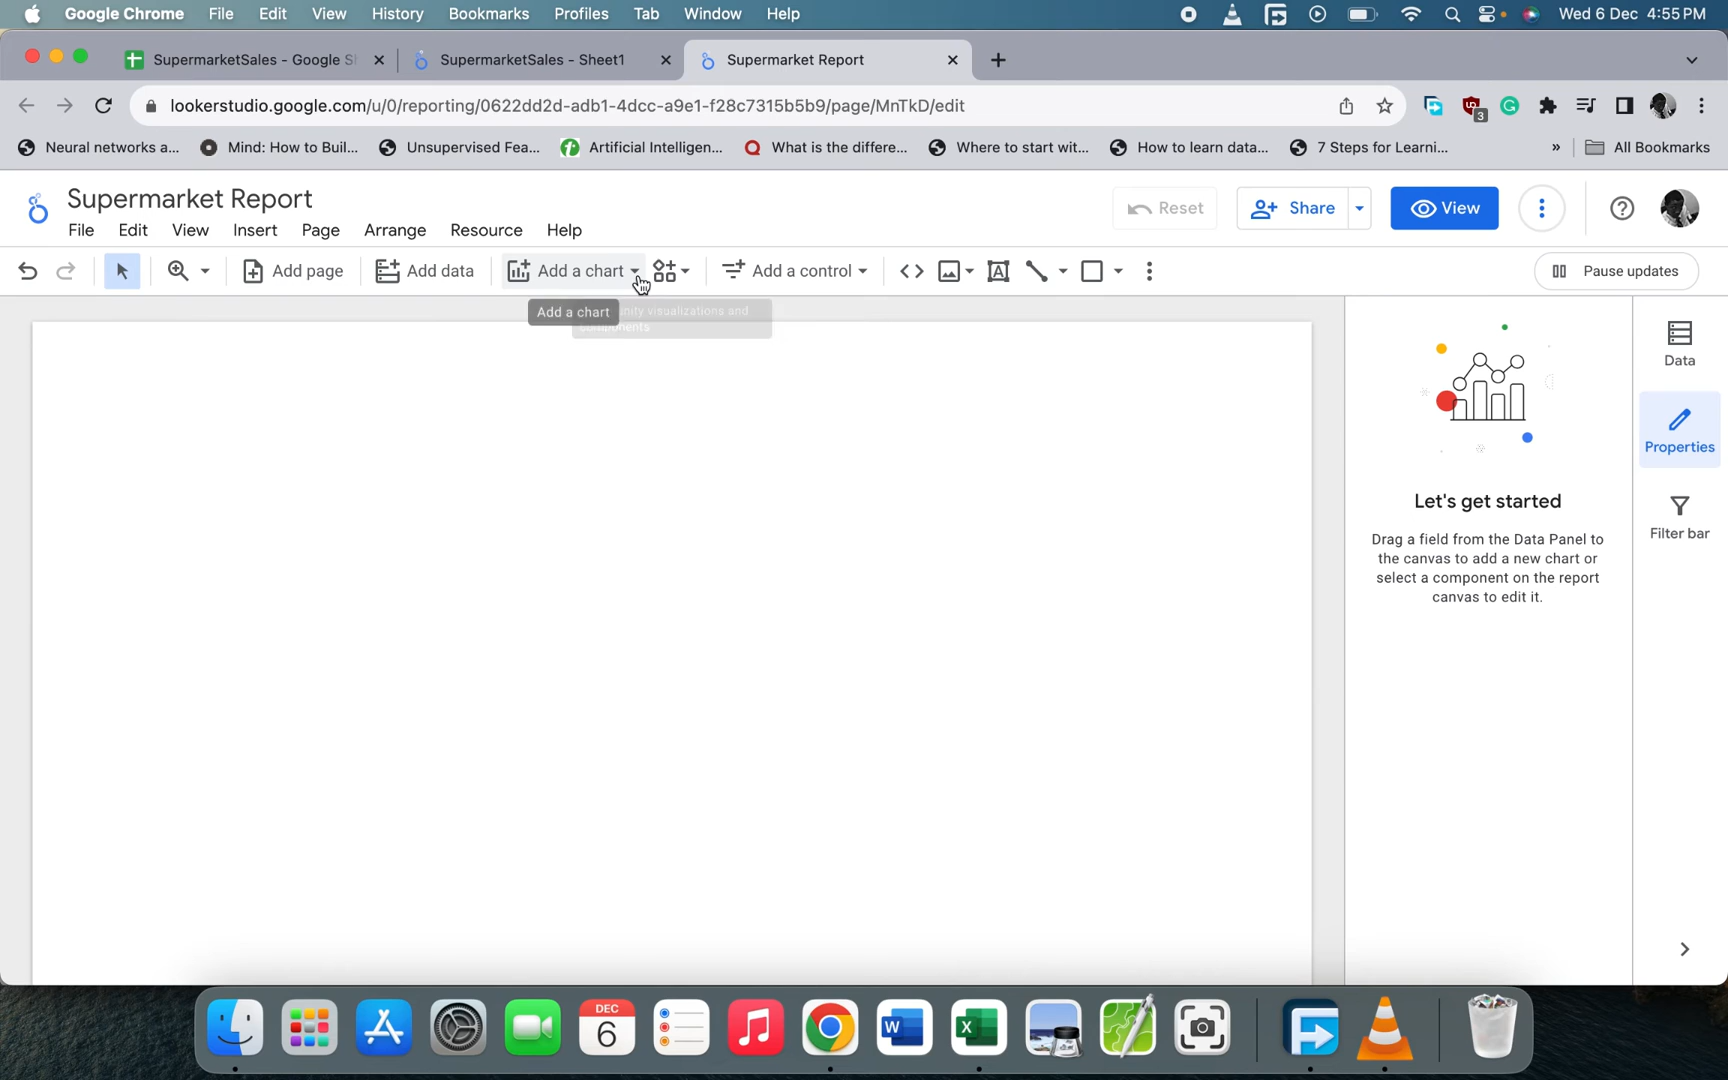 Google Chrome File Edit View History Bookmarks Profiles Tab Window Help Wed 6 Dec 4:55 PM
SupermarketSales - Google S SupermarketSales - Sheet1 Supermarket Report
lookerstudio.google.com/u/0/reporting/0622dd2d-adb1-4dcc-a9e1-f28c7315b5b9/page/MnTkD/edit 3
Neural networks a... Mind: How to Buil... Unsupervised Fea... Artificial Intelligen... What is the differe... Where to start wit... How to learn data... 7 Steps for Learni... » All Bookmarks
Supermarket Report
Reset Share View
File Edit View Insert Page Arrange Resource Help
Add page Add data Add a chart Add a control Pause updates
Add a chart nity visualizations and
Data
Properties
Filter bar
Let's get started
Drag a field from the Data Panel to
the canvas to add a new chart or
select a component on the report
canvas to edit it.
DEC
6